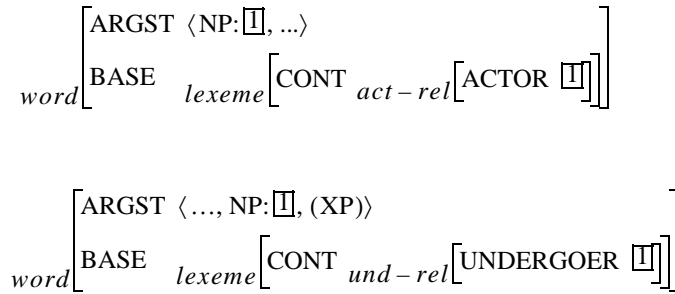 ARGST 〈NP: 1, ...〉
word BASE lexeme[CONT act – rel[ACTOR 1]]
ARGST 〈…, NP: 1, (XP)〉
word BASE lexeme[CONT und – rel[UNDERGOER 1]]